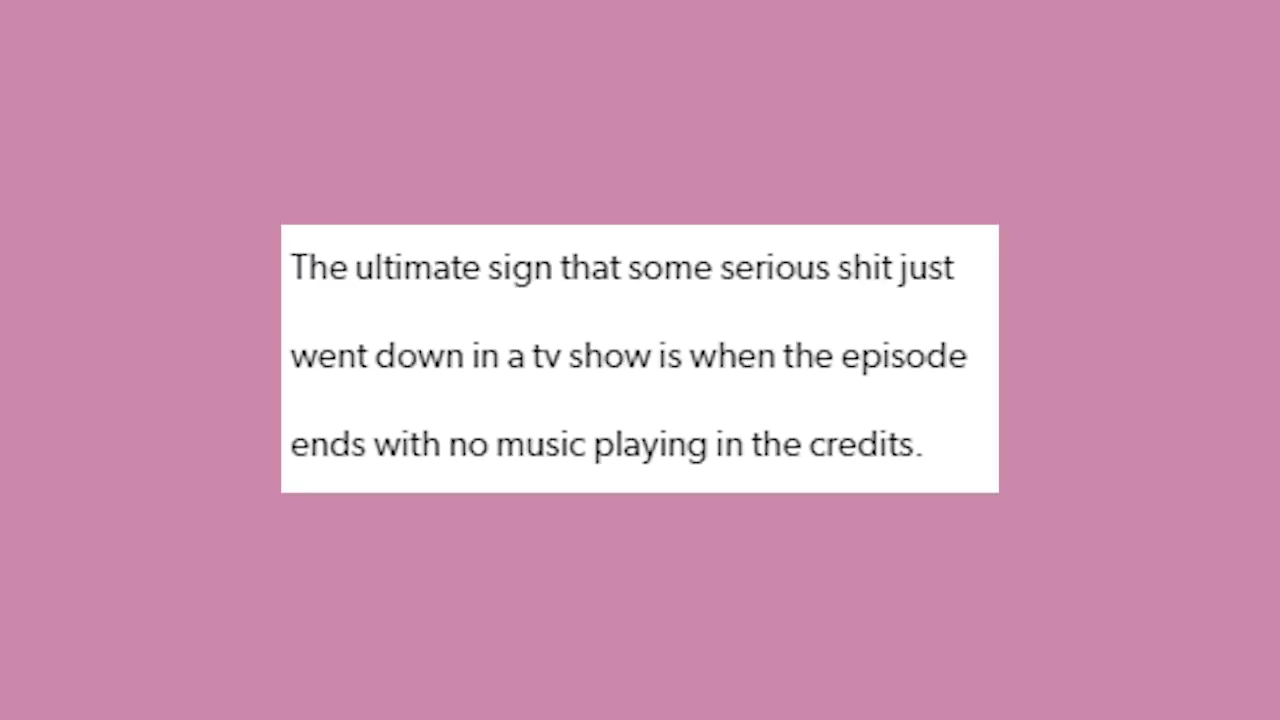 The ultimate sign that some serious shit just
went down in a tv show is when the episode
ends with no music playing in the credits.